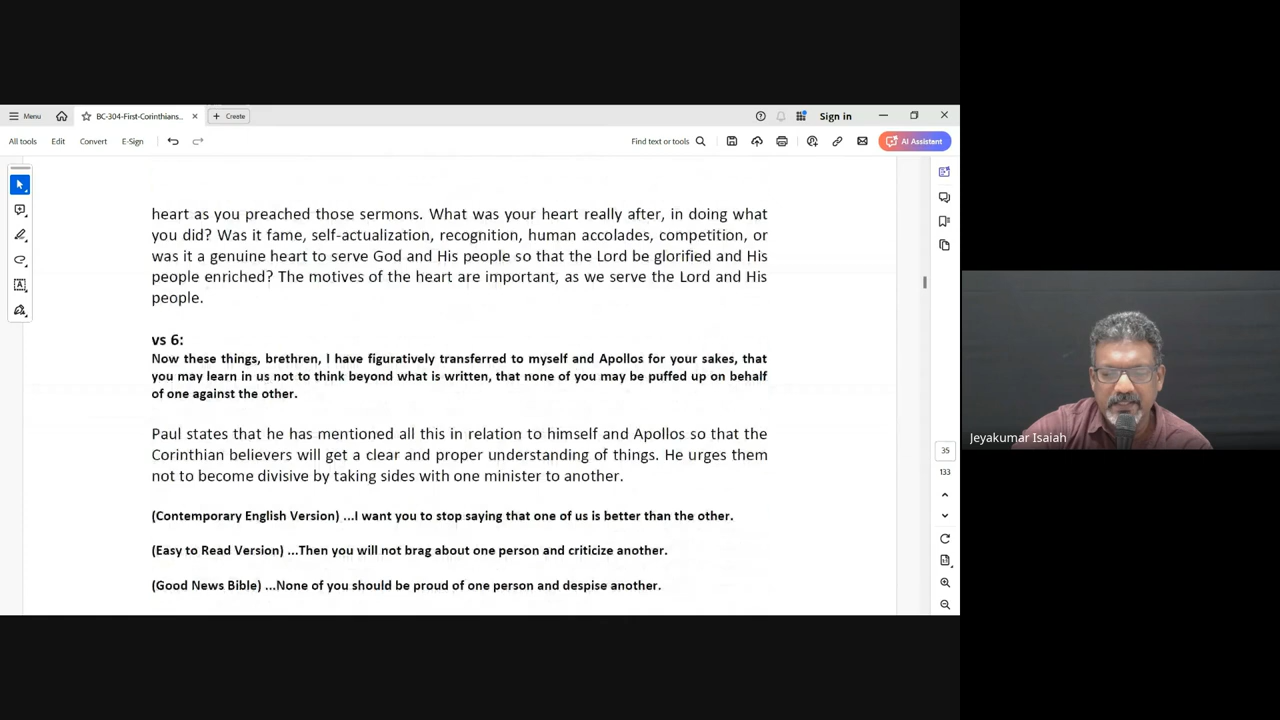 Menu
BC-304-First-Corinthians...
Create
Sign in
All tools
Edit
Convert
E-Sign
Find text or tools
AI Assistant
heart as you preached those sermons. What was your heart really after, in doing what
you did? Was it fame, self-actualization, recognition, human accolades, competition, or
was it a genuine heart to serve God and His people so that the Lord be glorified and His
people enriched? The motives of the heart are important, as we serve the Lord and His
people.
vs 6:
Now these things, brethren, I have figuratively transferred to myself and Apollos for your sakes, that
you may learn in us not to think beyond what is written, that none of you may be puffed up on behalf
of one against the other.
Paul states that he has mentioned all this in relation to himself and Apollos so that the
Corinthian believers will get a clear and proper understanding of things. He urges them
not to become divisive by taking sides with one minister to another.
(Contemporary English Version) ...I want you to stop saying that one of us is better than the other.
(Easy to Read Version) ...Then you will not brag about one person and criticize another.
(Good News Bible) ...None of you should be proud of one person and despise another.
35
133
Jeyakumar Isaiah